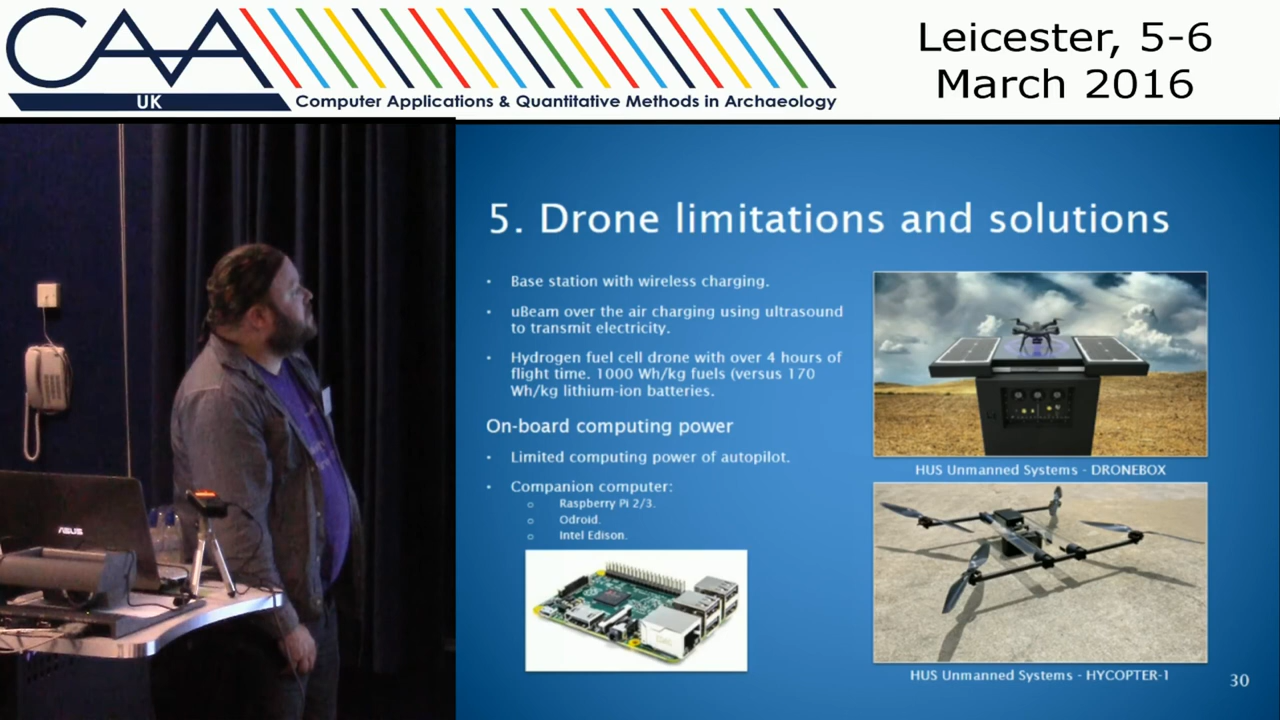 CAA
UK
Computer Applications & Quantitative Methods in Archaeology
Leicester, 5-6
March 2016
5. Drone limitations and solutions
• Base station with wireless charging.
• uBeam over the air charging using ultrasound
to transmit electricity.
• Hydrogen fuel cell drone with over 4 hours of
flight time. 1000 Wh/kg fuels (versus 170
Wh/kg lithium-ion batteries.
On-board computing power
• Limited computing power of autopilot.
• Companion computer:
o Raspberry Pi 2/3.
o Odroid.
o Intel Edison.
HUS Unmanned Systems - DRONEBOX
HUS Unmanned Systems - HYCOPTER-1
30
ASUS